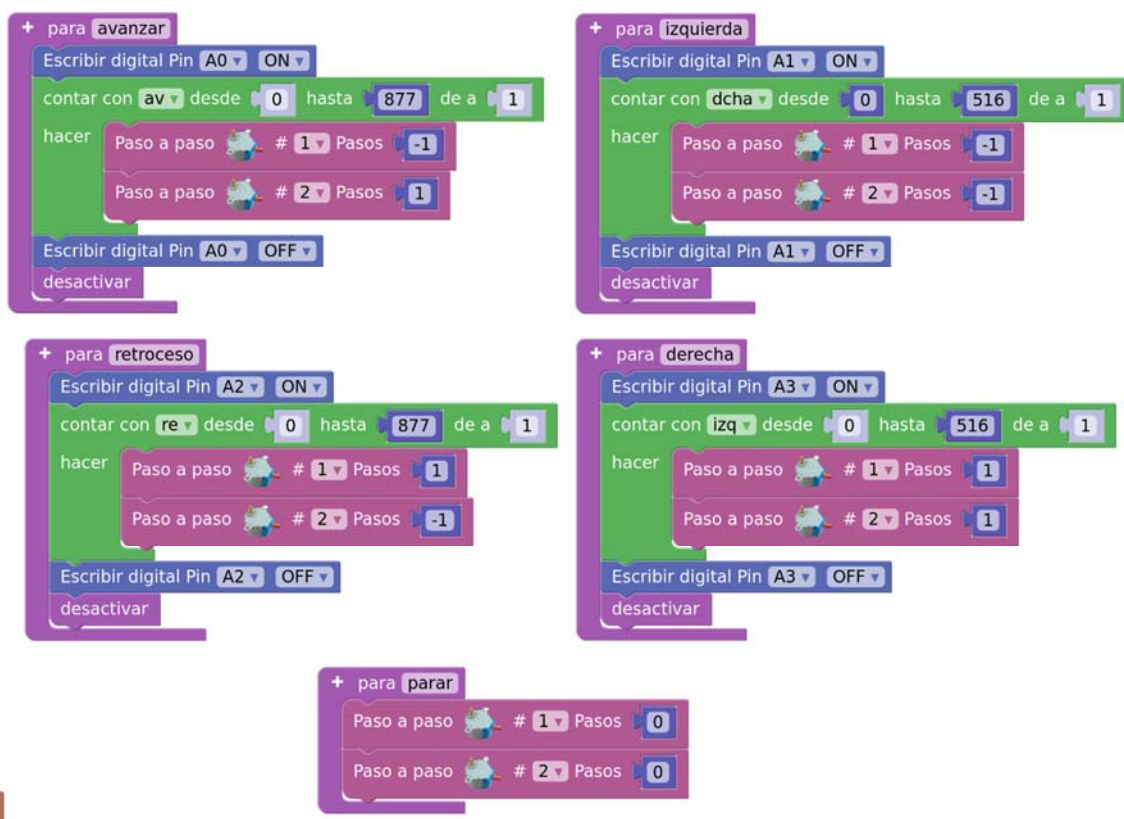 + para avanzar
Escribir digital Pin A0 ON
contar con av desde 0 hasta 877 de a 1
hacer
Paso a paso # 1 Pasos -1
Paso a paso # 2 Pasos 1
Escribir digital Pin A0 OFF
desactivar
+ para izquierda
Escribir digital Pin A1 ON
contar con dcha desde 0 hasta 516 de a 1
hacer
Paso a paso # 1 Pasos -1
Paso a paso # 2 Pasos -1
Escribir digital Pin A1 OFF
desactivar
+ para retroceso
Escribir digital Pin A2 ON
contar con re desde 0 hasta 877 de a 1
hacer
Paso a paso # 1 Pasos 1
Paso a paso # 2 Pasos -1
Escribir digital Pin A2 OFF
desactivar
+ para derecha
Escribir digital Pin A3 ON
contar con izq desde 0 hasta 516 de a 1
hacer
Paso a paso # 1 Pasos 1
Paso a paso # 2 Pasos 1
Escribir digital Pin A3 OFF
desactivar
+ para parar
Paso a paso # 1 Pasos 0
Paso a paso # 2 Pasos 0